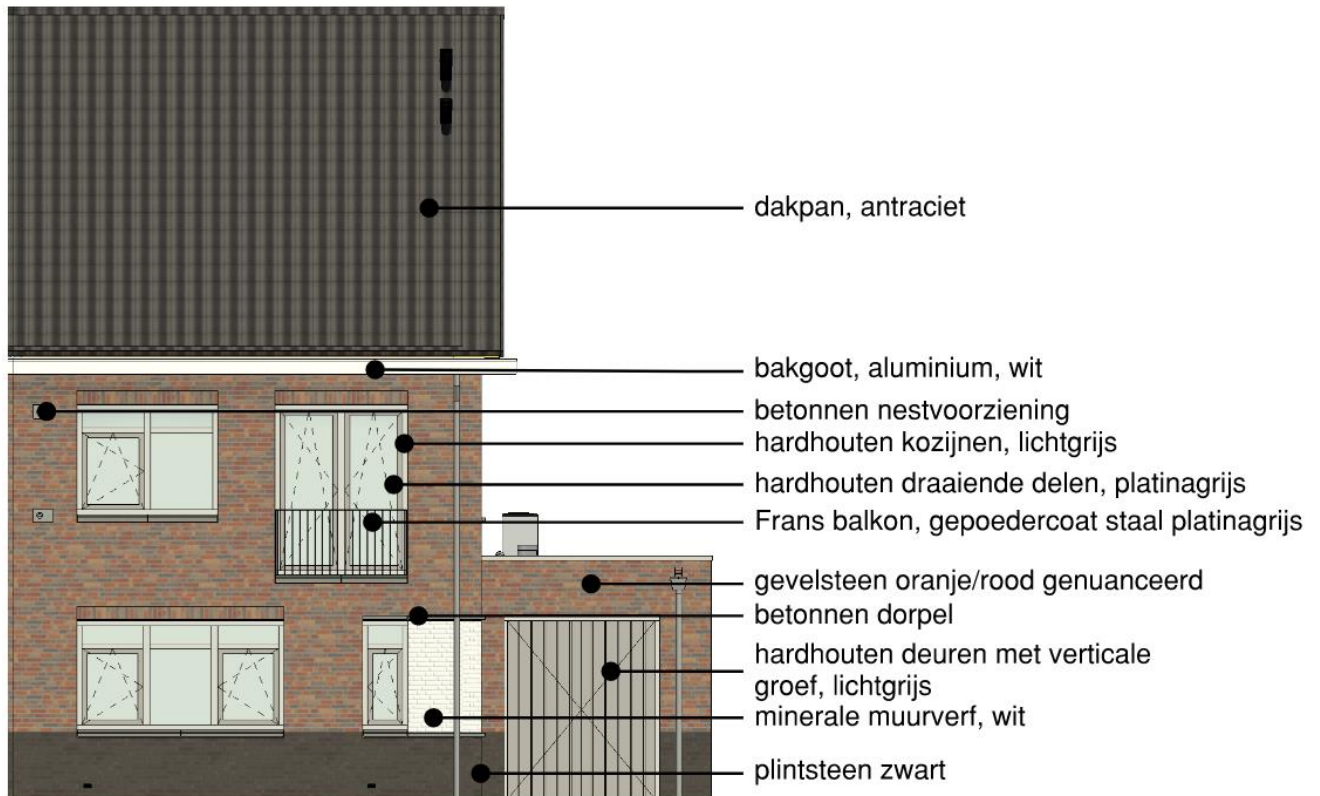 dakpan, antraciet
bakgoot, aluminium, wit
betonnen nestvoorziening
hardhouten kozijnen, lichtgrijs
hardhouten draaiende delen, platinagrijs
Frans balkon, gepoedercoat staal platinagrijs
gevelsteen oranje/rood genuanceerd
betonnen dorpel
hardhouten deuren met verticale
groef, lichtgrijs
minerale muurverf, wit
plintsteen zwart